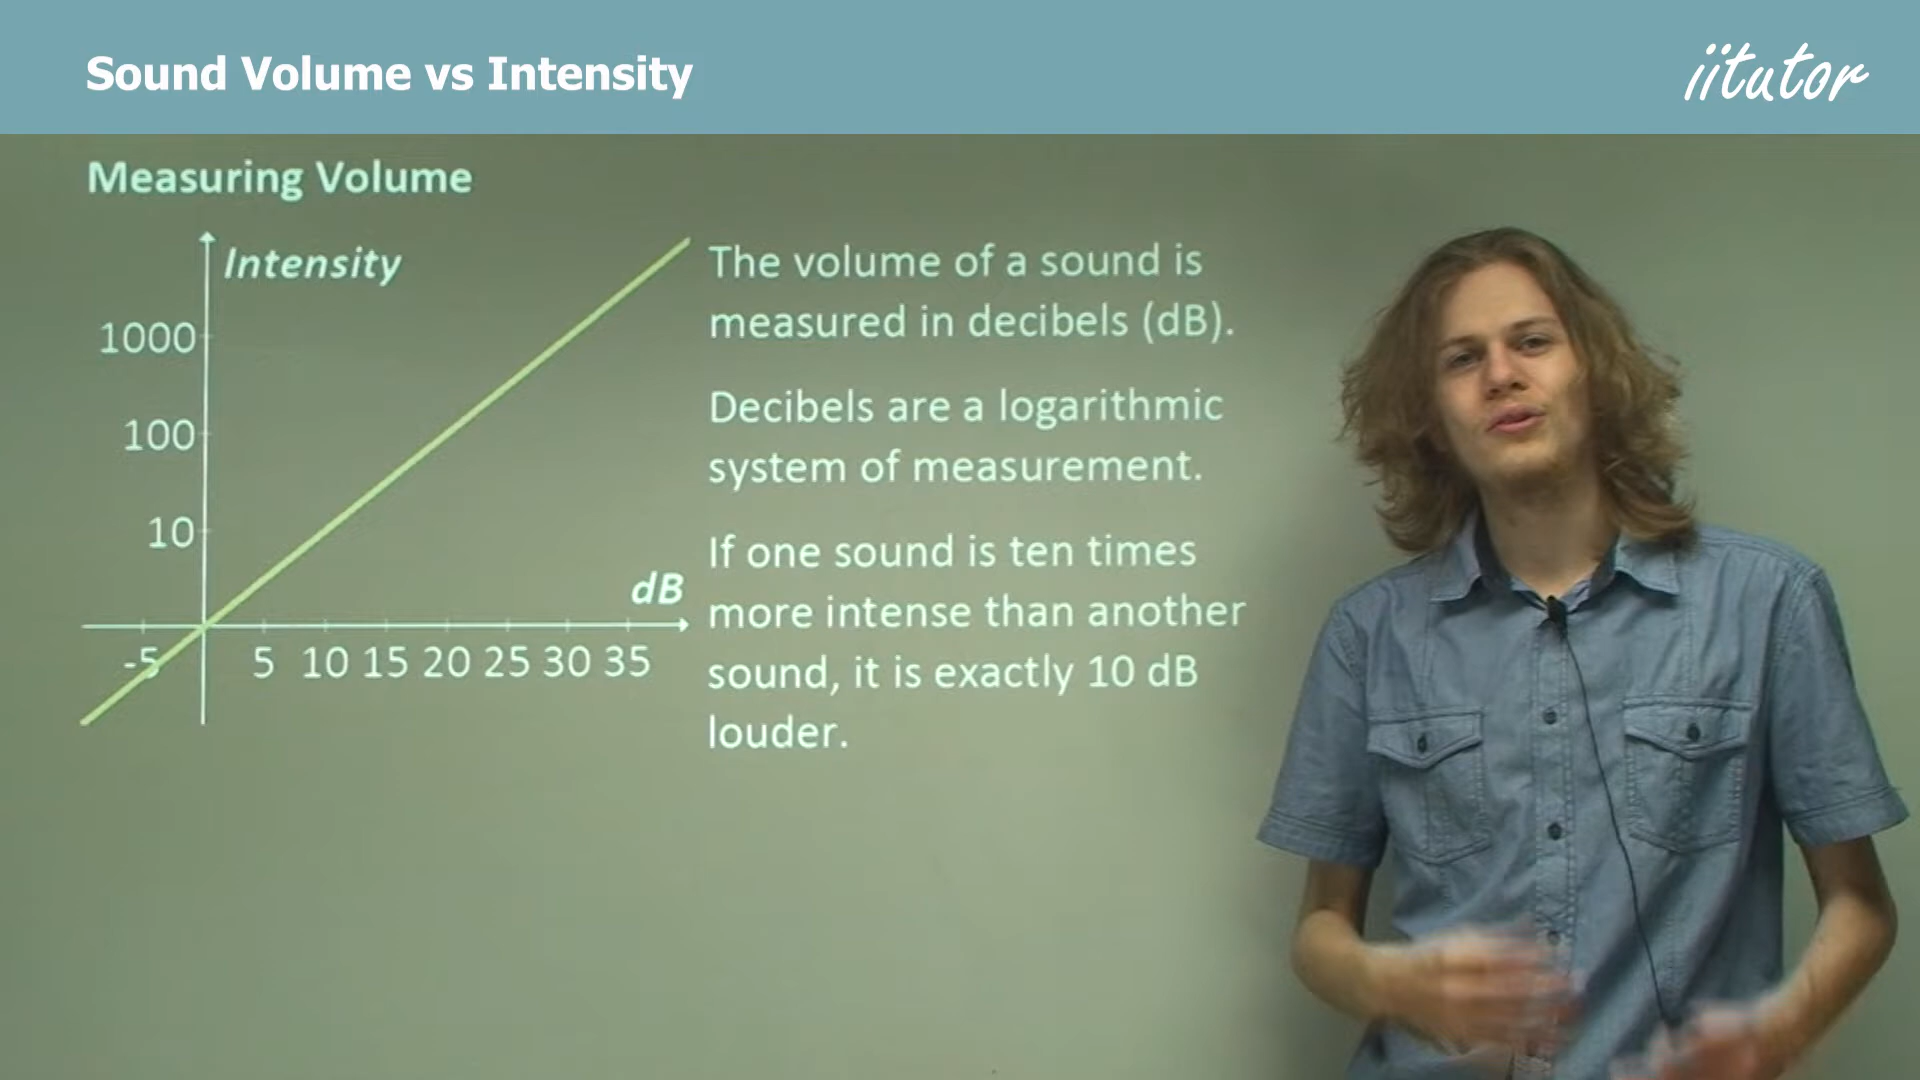 Sound Volume vs Intensity
iitutor
Measuring Volume
Intensity
1000
100
10
dB
-5 5 10 15 20 25 30 35
The volume of a sound is
measured in decibels (dB).
Decibels are a logarithmic
system of measurement.
If one sound is ten times
more intense than another
sound, it is exactly 10 dB
louder.